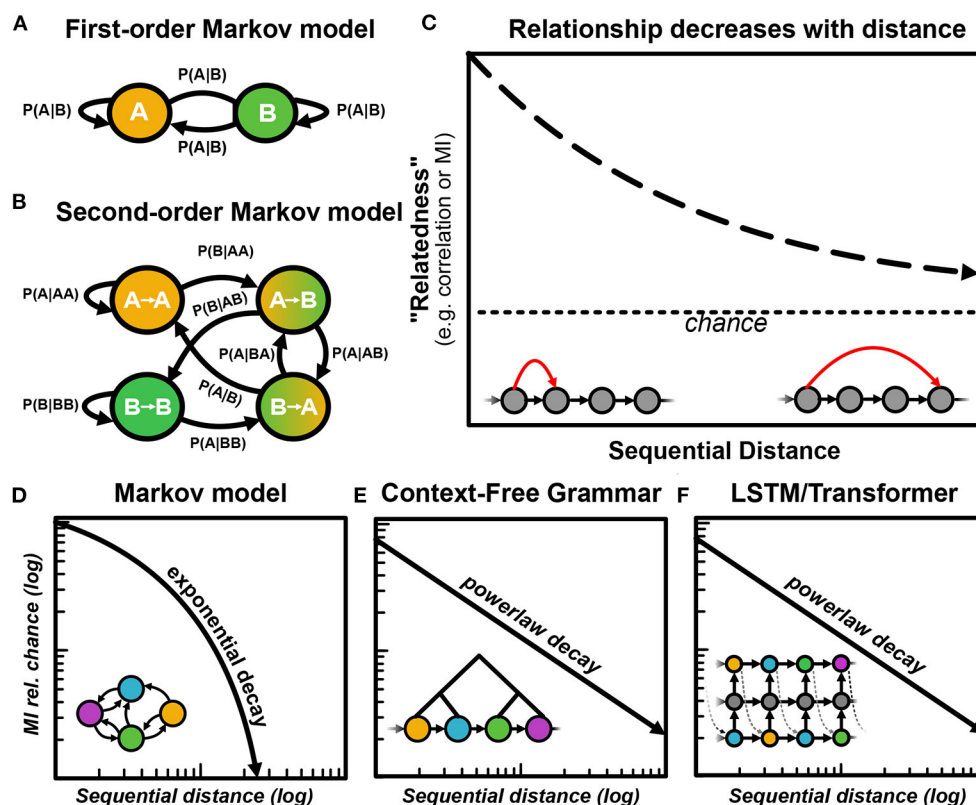 A
First-order Markov model
P(A|B)
P(A|B)
A
B
P(A|B)
P(A|B)
B
Second-order Markov model
P(B|AA)
P(A|AA)
A→A
P(B|AB)
A→B
P(A|BA)
P(A|AB)
P(A|B)
P(B|BB)
B→B
B→A
P(A|BB)
C
Relationship decreases with distance
"Relatedness"
(e.g. correlation or MI)
chance
Sequential Distance
D
Markov model
MI rel. chance (log)
exponential decay
Sequential distance (log)
E
Context-Free Grammar
powerlaw decay
Sequential distance (log)
F
LSTM/Transformer
powerlaw decay
Sequential distance (log)